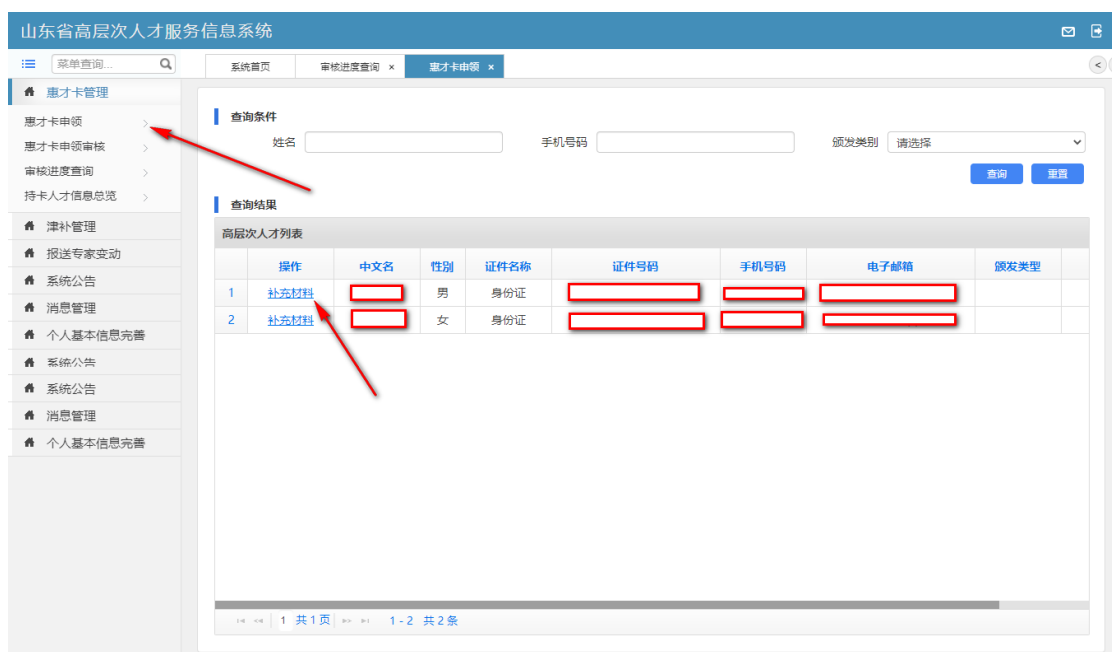 山东省高层次人才服务信息系统
菜单查询...
系统首页 审核进度查询 × 惠才卡申领 ×
惠才卡管理
惠才卡申领
惠才卡申领审核
审核进度查询
持卡人才信息总览
津补管理
报送专家变动
系统公告
消息管理
个人基本信息完善
系统公告
系统公告
消息管理
个人基本信息完善
查询条件
姓名 手机号码 颁发类别 请选择
查询 重置
查询结果
高层次人才列表
操作 中文名 性别 证件名称 证件号码 手机号码 电子邮箱 颁发类型
1 补充材料 男 身份证
2 补充材料 女 身份证
1 共1页 1-2 共2条